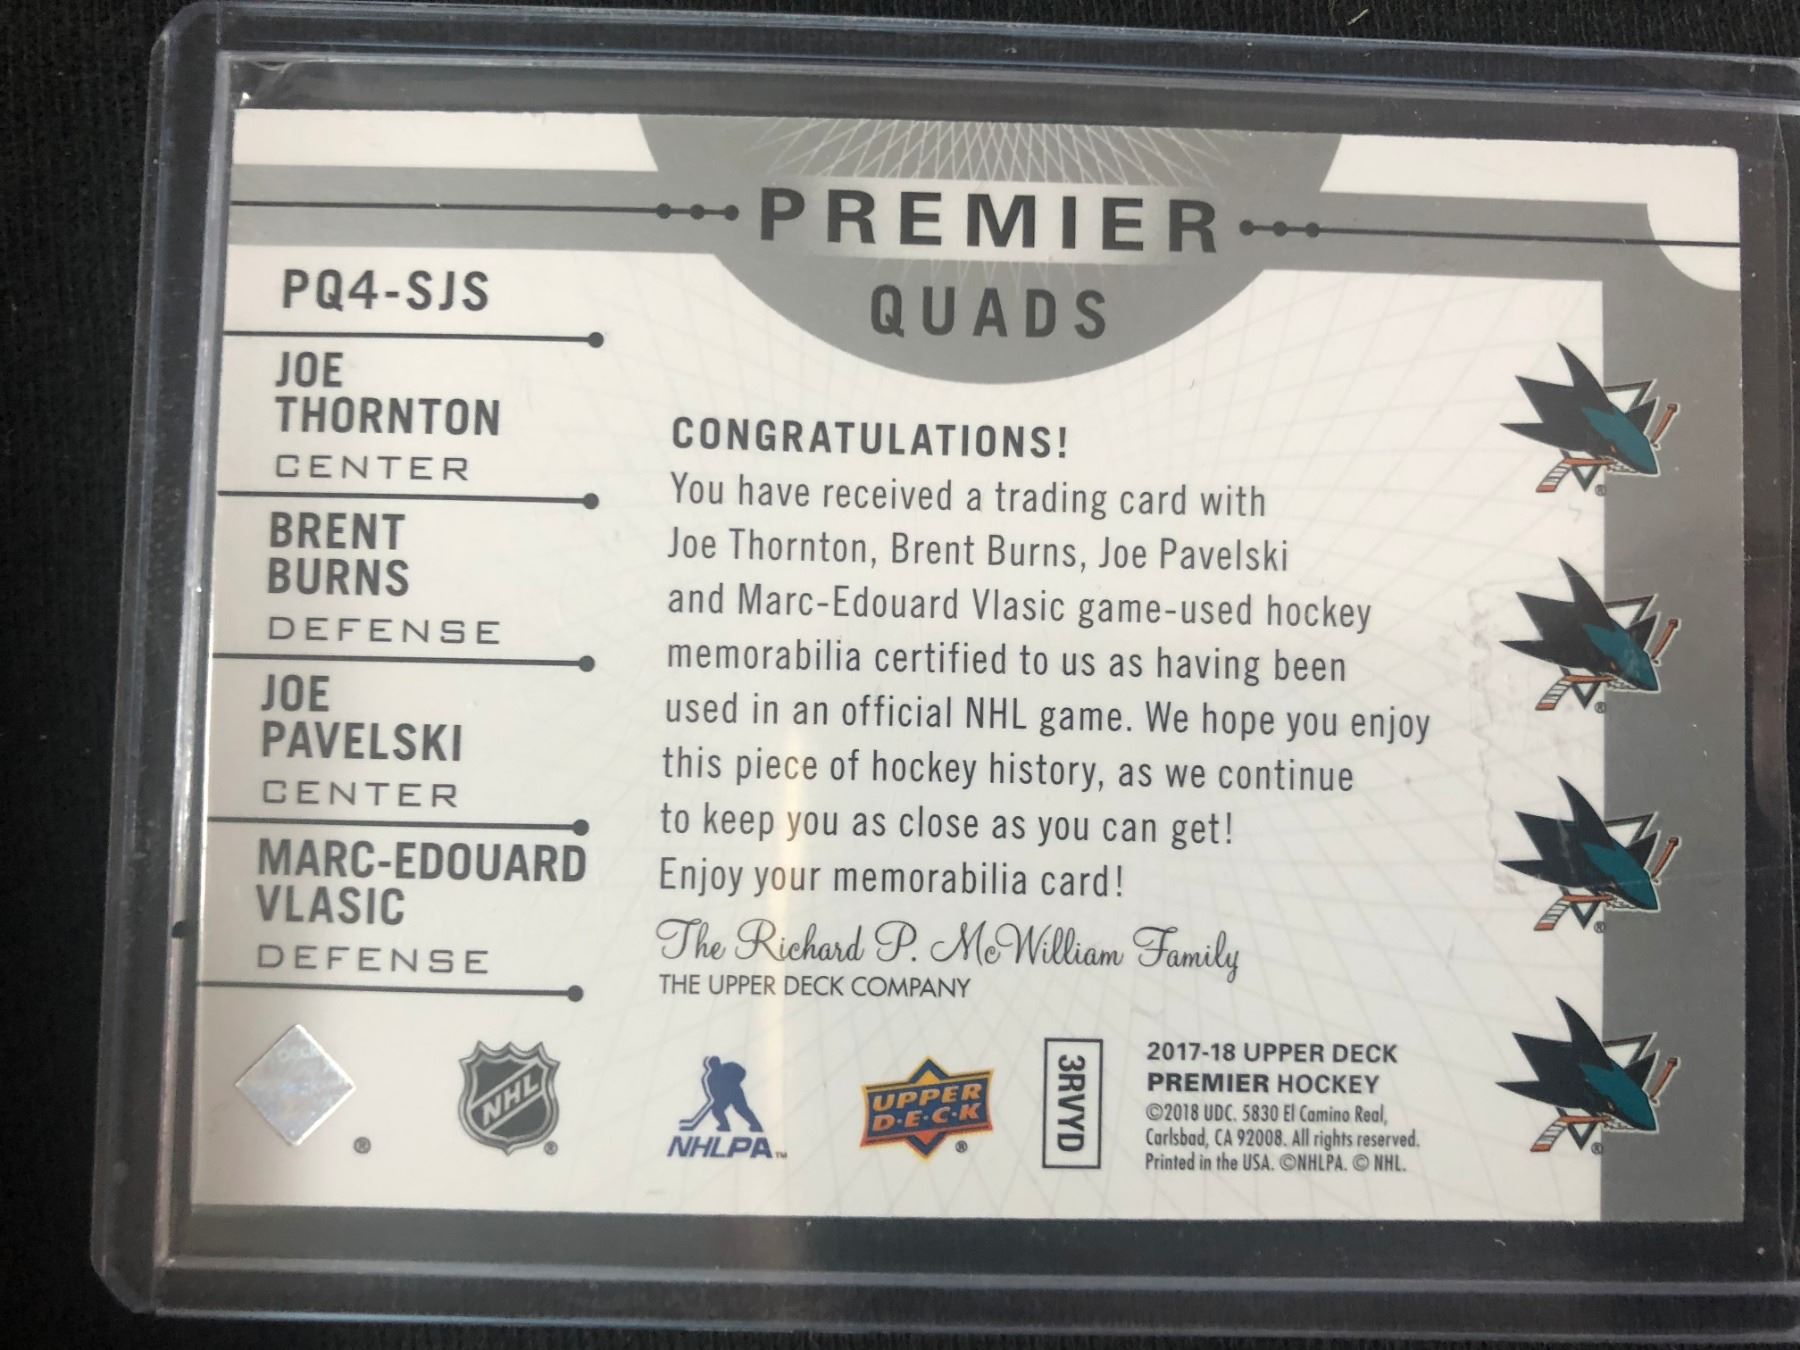 PREMIER
QUADS
PQ4-SJS
JOE
THORNTON
CENTER
BRENT
BURNS
DEFENSE
JOE
PAVELSKI
CENTER
MARC-EDOUARD
VLASIC
DEFENSE
CONGRATULATIONS!
You have received a trading card with
Joe Thornton, Brent Burns, Joe Pavelski
and Marc-Edouard Vlasic game-used hockey
memorabilia certified to us as having been
used in an official NHL game. We hope you enjoy
this piece of hockey history, as we continue
to keep you as close as you can get!
Enjoy your memorabilia card!
The Richard P. McWilliam Family
THE UPPER DECK COMPANY
®
NHL ®
NHLPA™
UPPER
D·E·C·K ®
3RVYD
2017-18 UPPER DECK
PREMIER HOCKEY
©2018 UDC. 5830 El Camino Real,
Carlsbad, CA 92008. All rights reserved.
Printed in the USA. ©NHLPA. © NHL.
®
®
®
®